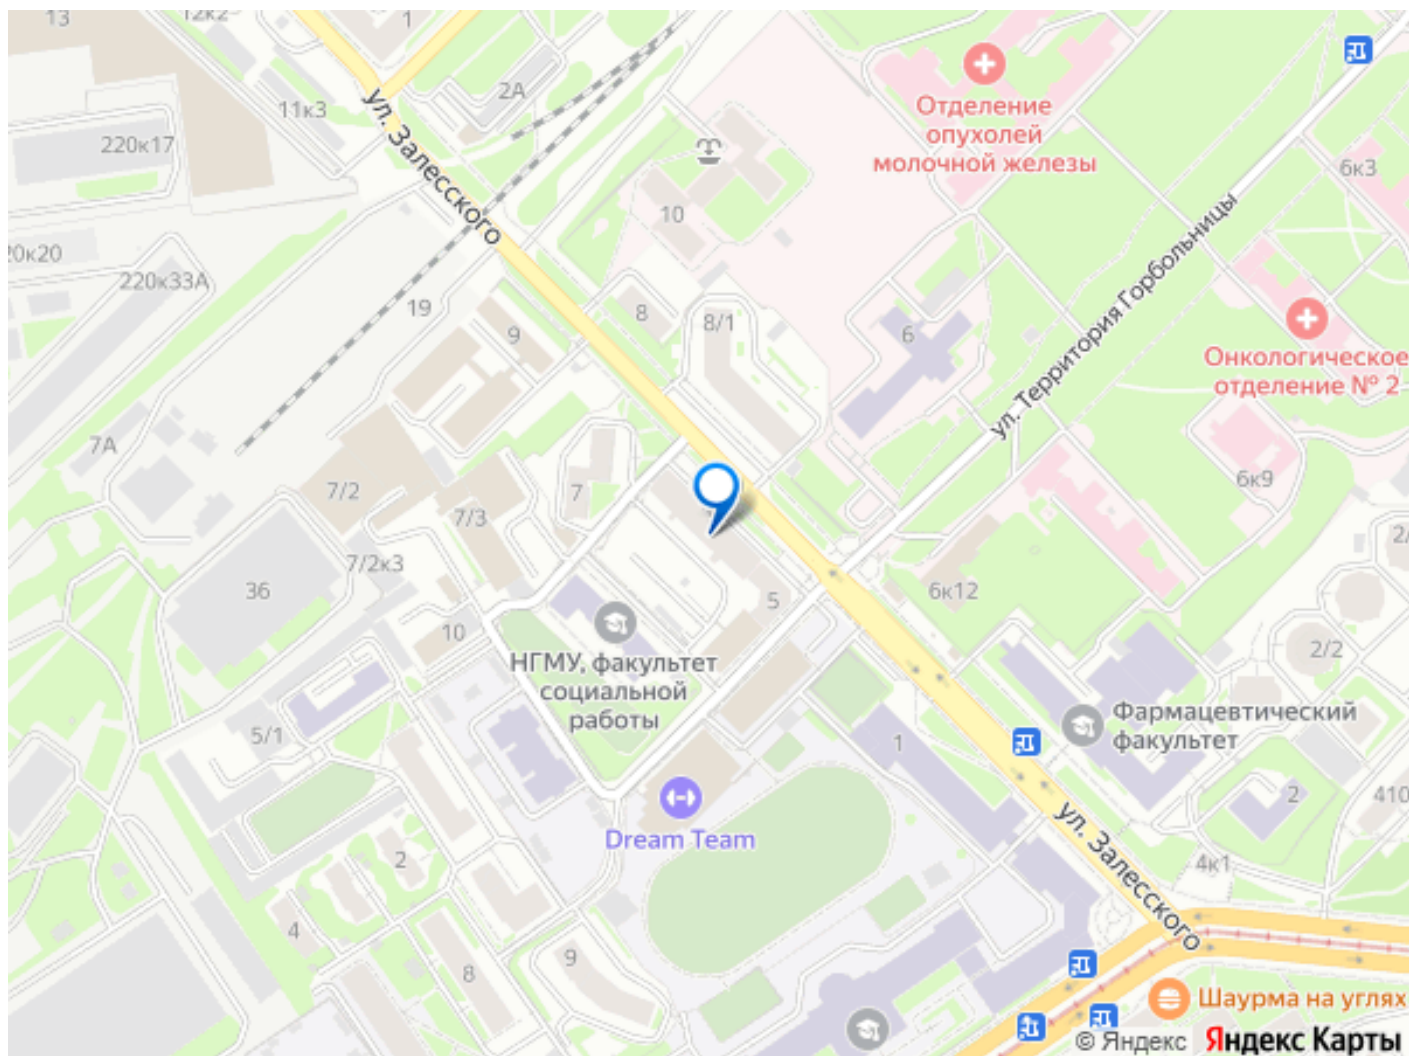 13
12к2
1
2А
11к3
220к17
ул. Залесского
Отделение
опухолей
молочной железы
6к3
10
20к20
220к33А
19
8
8/1
9
6
ул. Территория Горбольницы
Онкологическое
отделение № 2
7А
7/2
7
7/3
6к9
36
7/2к3
5
6к12
2/2
10
НГМУ, факультет
социальной
работы
5/1
1
Фармацевтический
факультет
2
410
Dream Team
ул. Залесского
2
4к1
4
8
9
Шаурма на углях
© Яндекс Яндекс Карты